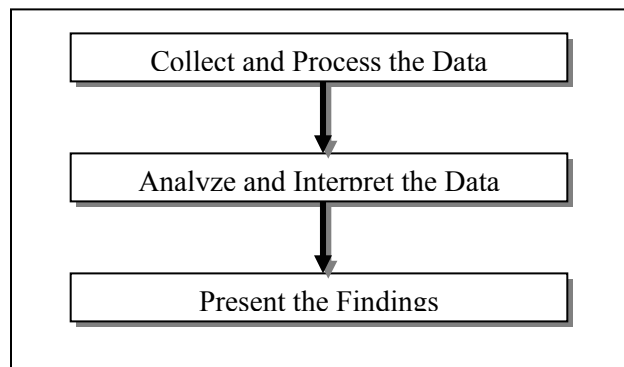 Collect and Process the Data
Analyze and Interpret the Data
Present the Findings